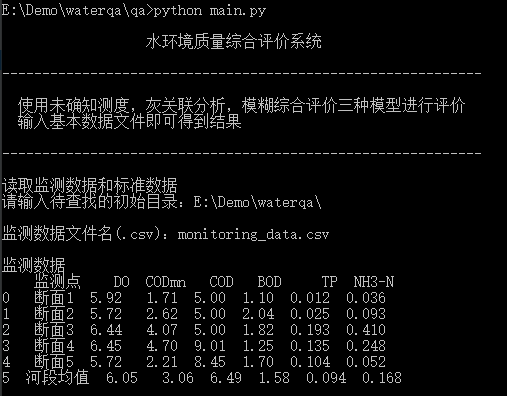 E:\Demo\waterqa\qa>python main.py
水环境质量综合评价系统
------------------------------------------------------------
使用未确知测度，灰关联分析，模糊综合评价三种模型进行评价
输入基本数据文件即可得到结果
------------------------------------------------------------
读取监测数据和标准数据
请输入待查找的初始目录：E:\Demo\waterqa\
监测数据文件名(.csv)：monitoring_data.csv
监测数据
监测点 DO CODmn COD BOD TP NH3-N
0 断面1 5.92 1.71 5.00 1.10 0.012 0.036
1 断面2 5.72 2.62 5.00 2.04 0.025 0.093
2 断面3 6.44 4.07 5.00 1.82 0.193 0.410
3 断面4 6.45 4.70 9.01 1.25 0.135 0.248
4 断面5 5.72 2.21 8.45 1.70 0.104 0.052
5 河段均值 6.05 3.06 6.49 1.58 0.094 0.168